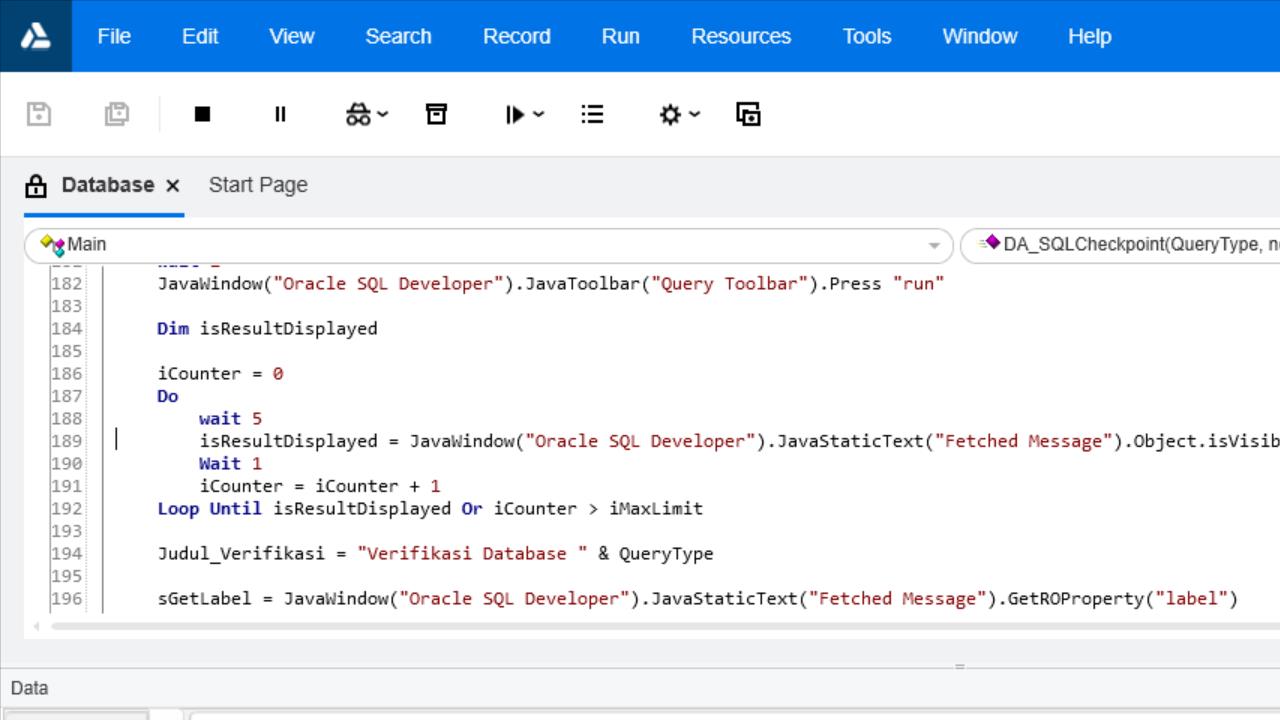 File Edit View Search Record Run Resources Tools Window Help
Database × Start Page
Main DA_SQLCheckpoint(QueryType,
182 JavaWindow("Oracle SQL Developer").JavaToolbar("Query Toolbar").Press "run"
183
184 Dim isResultDisplayed
185
186 iCounter = 0
187 Do
188 wait 5
189 isResultDisplayed = JavaWindow("Oracle SQL Developer").JavaStaticText("Fetched Message").Object.isVisib
190 Wait 1
191 iCounter = iCounter + 1
192 Loop Until isResultDisplayed Or iCounter > iMaxLimit
193
194 Judul_Verifikasi = "Verifikasi Database " & QueryType
195
196 sGetLabel = JavaWindow("Oracle SQL Developer").JavaStaticText("Fetched Message").GetROProperty("label")
Data